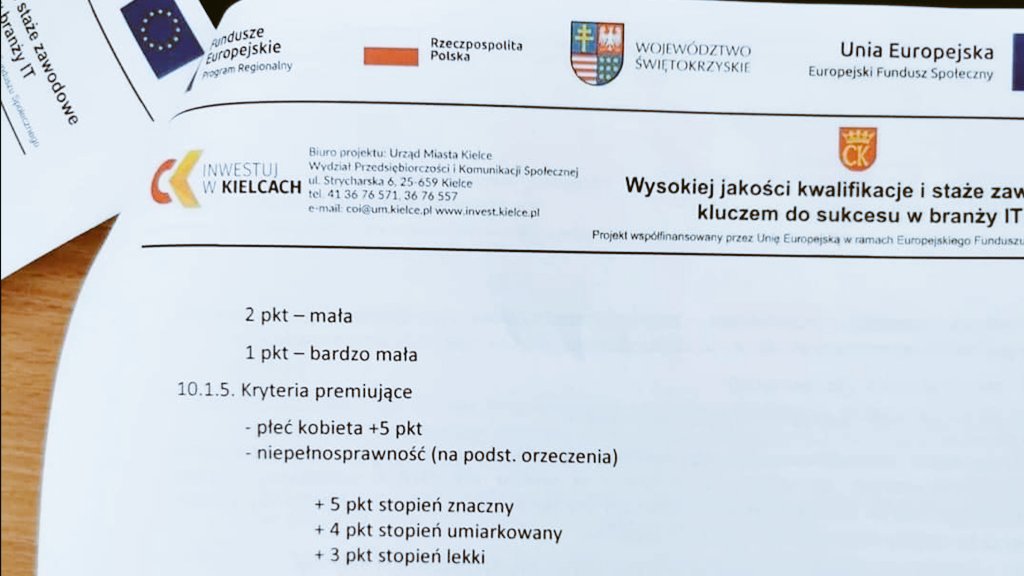 staże zawodowe
branży IT
Fundusze
Europejskie
Program Regionalny
Rzeczpospolita
Polska
WOJEWÓDZTWO
ŚWIĘTOKRZYSKIE
Unia Europejska
Europejski Fundusz Społeczny
INWESTUJ
W KIELCACH
Biuro projektu: Urząd Miasta Kielce
Wydział Przedsiębiorczości i Komunikacji Społecznej
ul. Strycharska 6, 25-659 Kielce
tel. 41 36 76 571, 36 76 557
e-mail: coi@um.kielce.pl www.invest.kielce.pl
CK
Wysokiej jakości kwalifikacje i staże zaw
kluczem do sukcesu w branży IT
Projekt współfinansowany przez Unię Europejską w ramach Europejskiego Funduszu
2 pkt – mała
1 pkt – bardzo mała
10.1.5. Kryteria premiujące
- płeć kobieta +5 pkt
- niepełnosprawność (na podst. orzeczenia)
+ 5 pkt stopień znaczny
+ 4 pkt stopień umiarkowany
+ 3 pkt stopień lekki